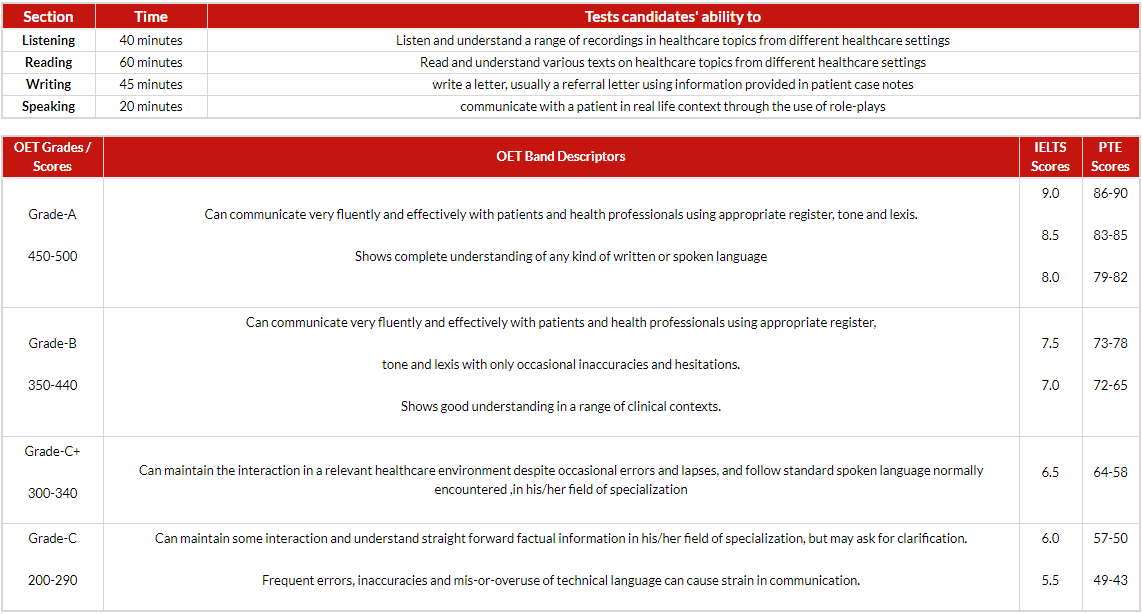 Section Time Tests candidates' ability to
Listening 40 minutes Listen and understand a range of recordings in healthcare topics from different healthcare settings
Reading 60 minutes Read and understand various texts on healthcare topics from different healthcare settings
Writing 45 minutes write a letter, usually a referral letter using information provided in patient case notes
Speaking 20 minutes communicate with a patient in real life context through the use of role-plays
OET Grades / Scores OET Band Descriptors IELTS Scores PTE Scores
Grade-A
450-500
Can communicate very fluently and effectively with patients and health professionals using appropriate register, tone and lexis.
Shows complete understanding of any kind of written or spoken language
9.0 86-90
8.5 83-85
8.0 79-82
Grade-B
350-440
Can communicate very fluently and effectively with patients and health professionals using appropriate register,
tone and lexis with only occasional inaccuracies and hesitations.
Shows good understanding in a range of clinical contexts.
7.5 73-78
7.0 72-65
Grade-C+
300-340
Can maintain the interaction in a relevant healthcare environment despite occasional errors and lapses, and follow standard spoken language normally
encountered ,in his/her field of specialization
6.5 64-58
Grade-C
200-290
Can maintain some interaction and understand straight forward factual information in his/her field of specialization, but may ask for clarification.
Frequent errors, inaccuracies and mis-or-overuse of technical language can cause strain in communication.
6.0 57-50
5.5 49-43